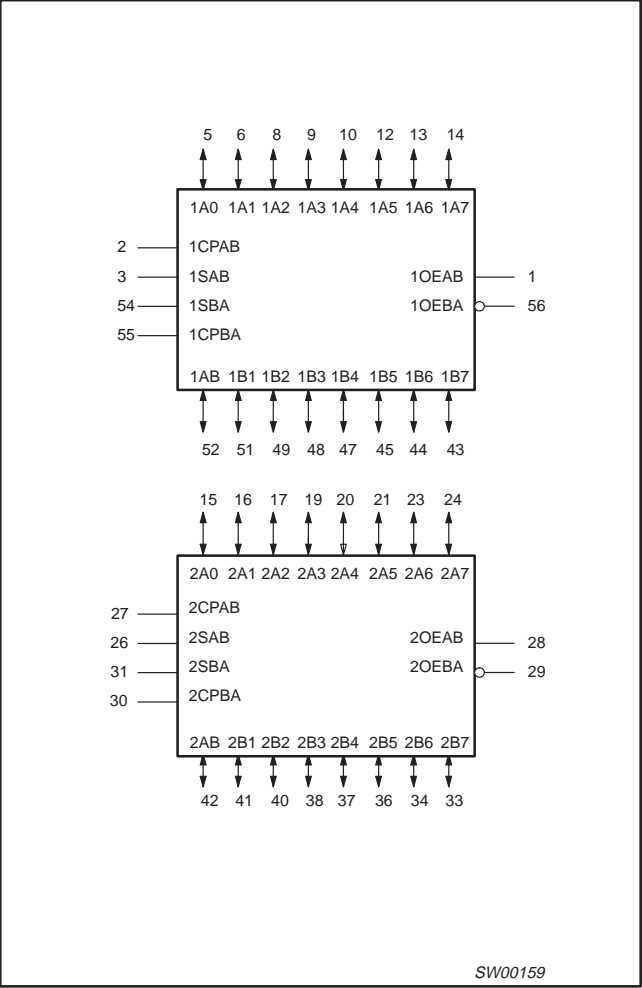 5 6 8 9 10 12 13 14
1A0 1A1 1A2 1A3 1A4 1A5 1A6 1A7
2 1CPAB
3 1SAB 1OEAB 1
54 1SBA 1OEBA 56
55 1CPBA
1AB 1B1 1B2 1B3 1B4 1B5 1B6 1B7
52 51 49 48 47 45 44 43
15 16 17 19 20 21 23 24
2A0 2A1 2A2 2A3 2A4 2A5 2A6 2A7
27 2CPAB
26 2SAB 2OEAB 28
31 2SBA 2OEBA 29
30 2CPBA
2AB 2B1 2B2 2B3 2B4 2B5 2B6 2B7
42 41 40 38 37 36 34 33
SW00159